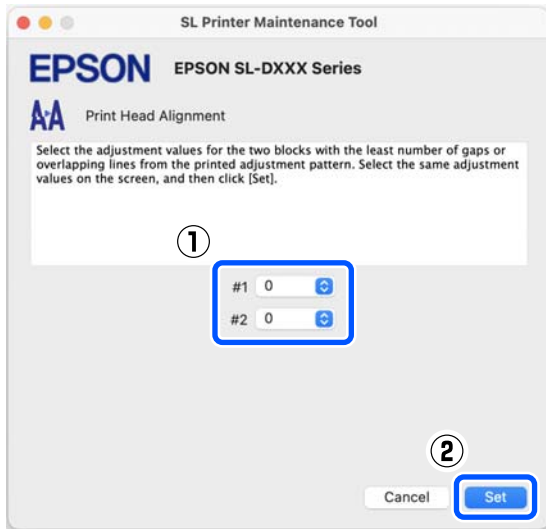 SL Printer Maintenance Tool
EPSON EPSON SL-DXXX Series
Print Head Alignment
Select the adjustment values for the two blocks with the least number of gaps or
overlapping lines from the printed adjustment pattern. Select the same adjustment
values on the screen, and then click [Set].
①
#1 0
#2 0
②
Cancel Set